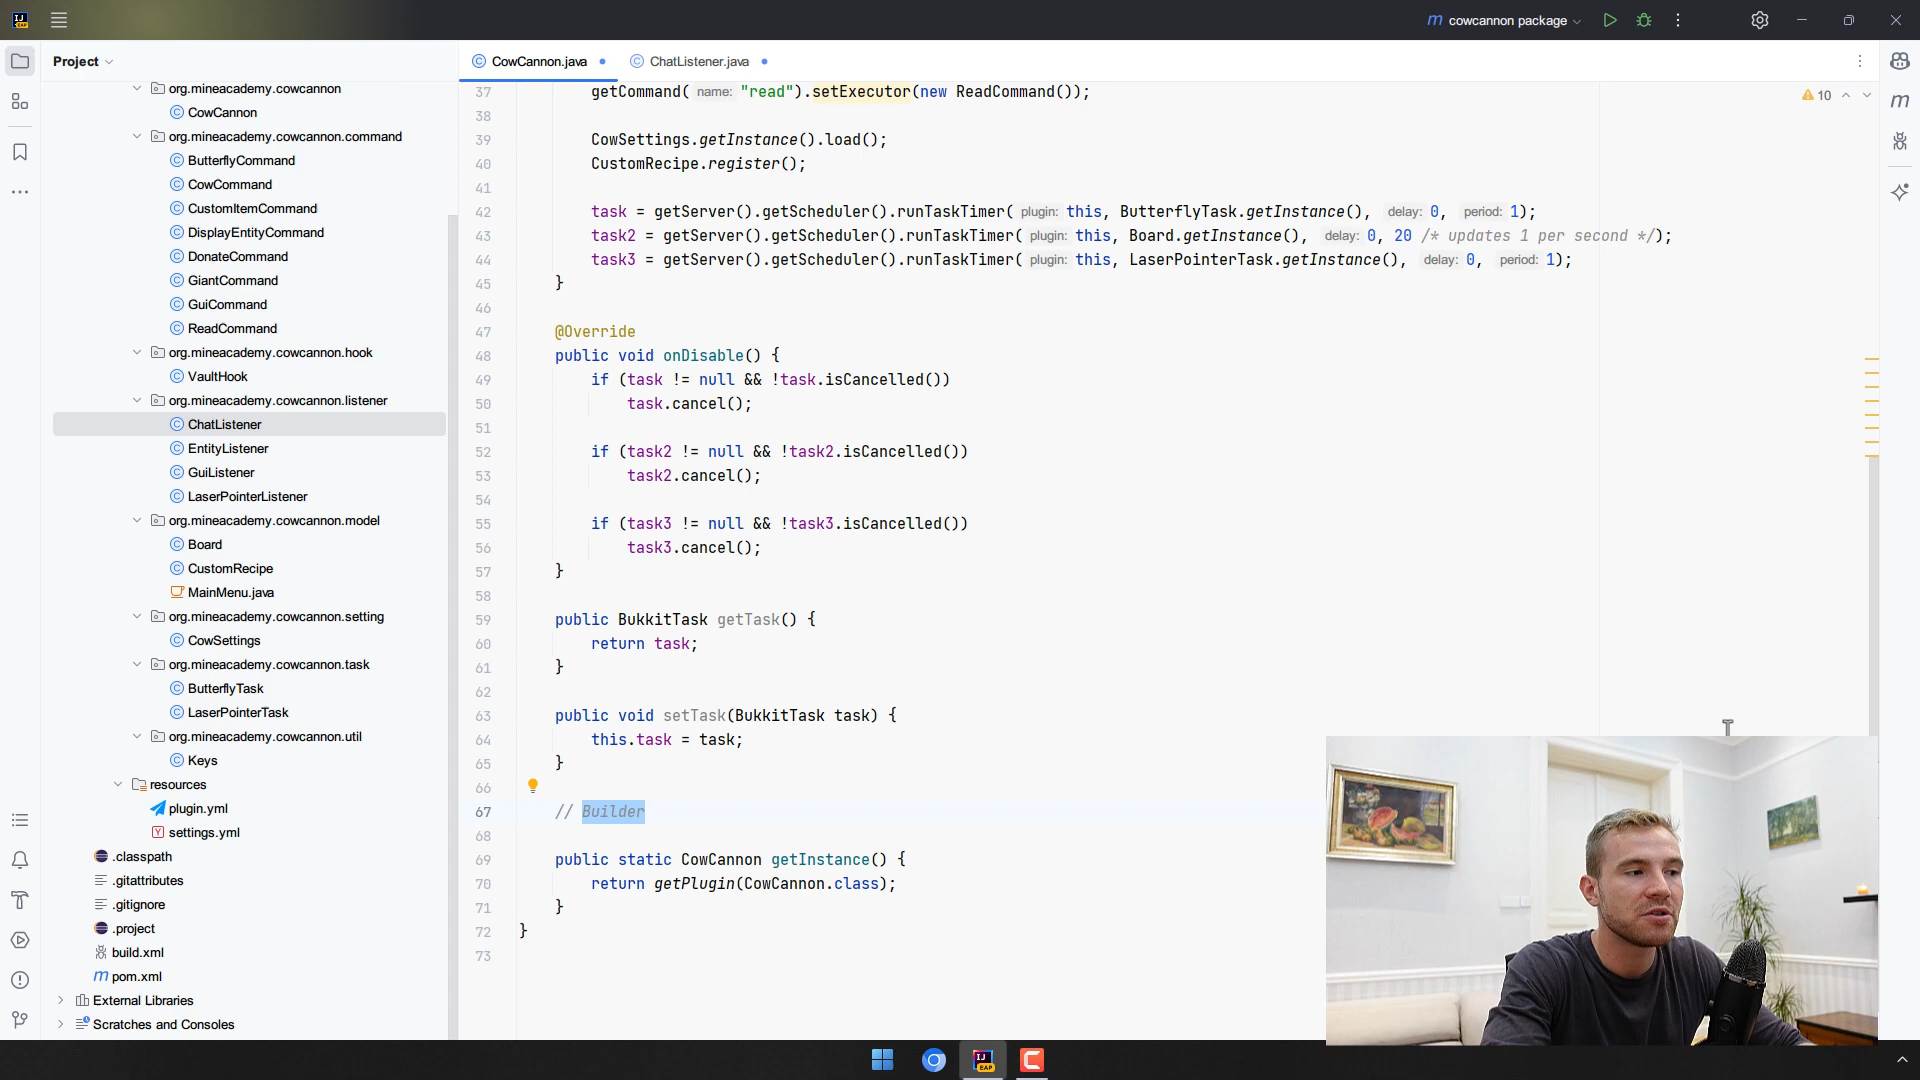 cowcannon package
Project
CowCannon.java
ChatListener.java
org.mineacademy.cowcannon
CowCannon
org.mineacademy.cowcannon.command
ButterflyCommand
CowCommand
CustomItemCommand
DisplayEntityCommand
DonateCommand
GiantCommand
GuiCommand
ReadCommand
org.mineacademy.cowcannon.hook
VaultHook
org.mineacademy.cowcannon.listener
ChatListener
EntityListener
GuiListener
LaserPointerListener
org.mineacademy.cowcannon.model
Board
CustomRecipe
MainMenu.java
org.mineacademy.cowcannon.setting
CowSettings
org.mineacademy.cowcannon.task
ButterflyTask
LaserPointerTask
org.mineacademy.cowcannon.util
Keys
resources
plugin.yml
settings.yml
.classpath
.gitattributes
.gitignore
.project
build.xml
pom.xml
External Libraries
Scratches and Consoles
10
37 getCommand( name: "read").setExecutor(new ReadCommand());
38
39 CowSettings.getInstance().load();
40 CustomRecipe.register();
41
42 task = getServer().getScheduler().runTaskTimer( plugin: this, ButterflyTask.getInstance(), delay: 0, period: 1);
43 task2 = getServer().getScheduler().runTaskTimer( plugin: this, Board.getInstance(), delay: 0, 20 /* updates 1 per second */);
44 task3 = getServer().getScheduler().runTaskTimer( plugin: this, LaserPointerTask.getInstance(), delay: 0, period: 1);
45 }
46
47 @Override
48 public void onDisable() {
49 if (task != null && !task.isCancelled())
50 task.cancel();
51
52 if (task2 != null && !task2.isCancelled())
53 task2.cancel();
54
55 if (task3 != null && !task3.isCancelled())
56 task3.cancel();
57 }
58
59 public BukkitTask getTask() {
60 return task;
61 }
62
63 public void setTask(BukkitTask task) {
64 this.task = task;
65 }
66
67 // Builder
68
69 public static CowCannon getInstance() {
70 return getPlugin(CowCannon.class);
71 }
72 }
73